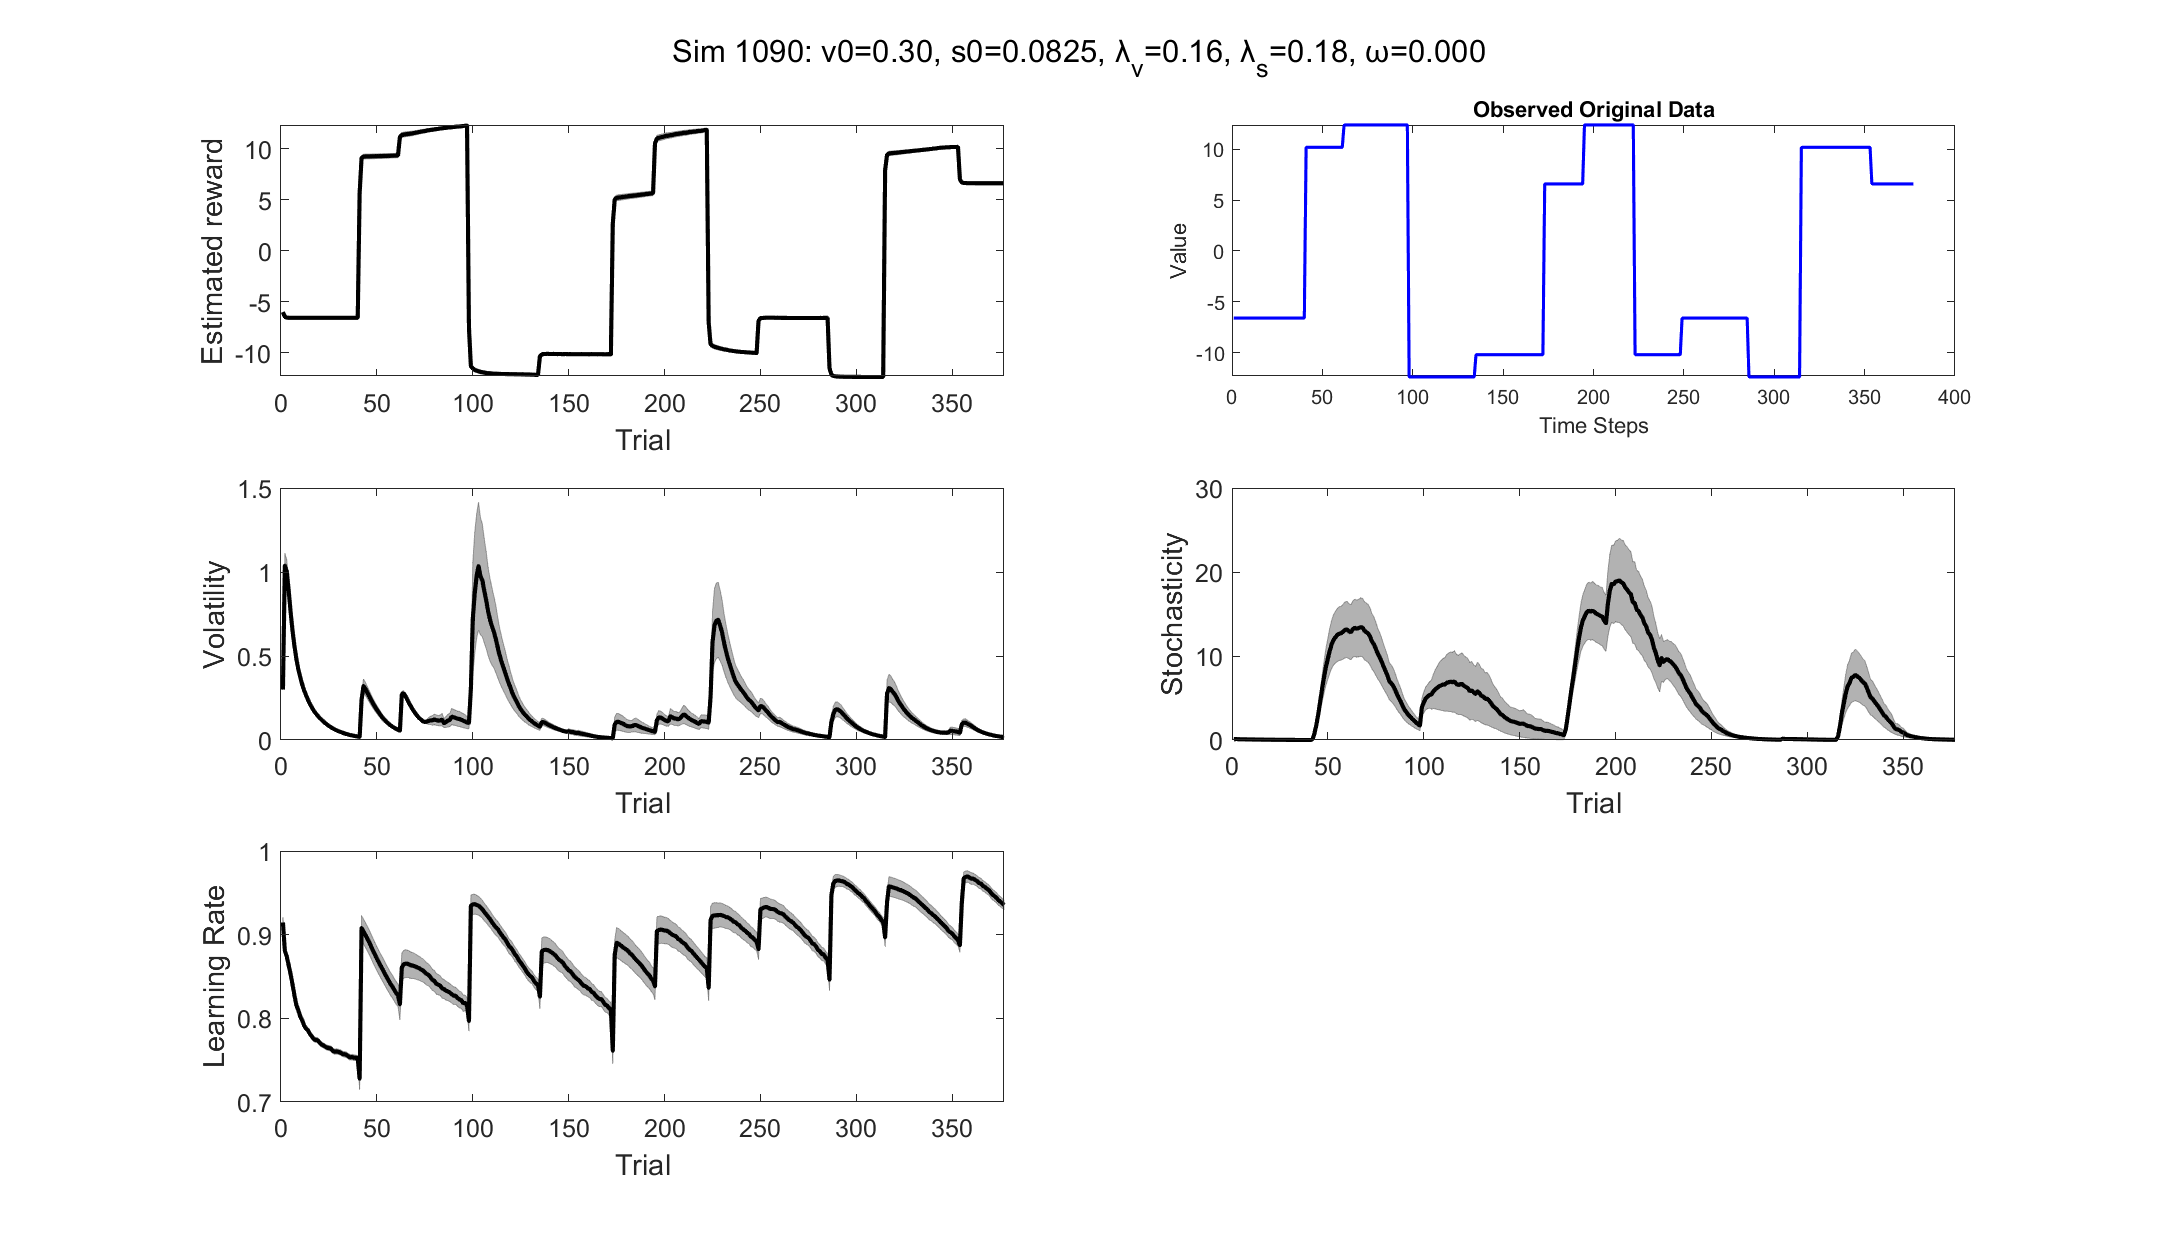 Sim 1090: v0=0.30, s0=0.0825, λv=0.16, λs=0.18, ω=0.000
Estimated reward
10
5
0
-5
-10
0 50 100 150 200 250 300 350
Trial
Observed Original Data
Value
10
5
0
-5
-10
0 50 100 150 200 250 300 350 400
Time Steps
Volatility
1.5
1
0.5
0
0 50 100 150 200 250 300 350
Trial
Stochasticity
30
20
10
0
0 50 100 150 200 250 300 350
Trial
Learning Rate
1
0.9
0.8
0.7
0 50 100 150 200 250 300 350
Trial